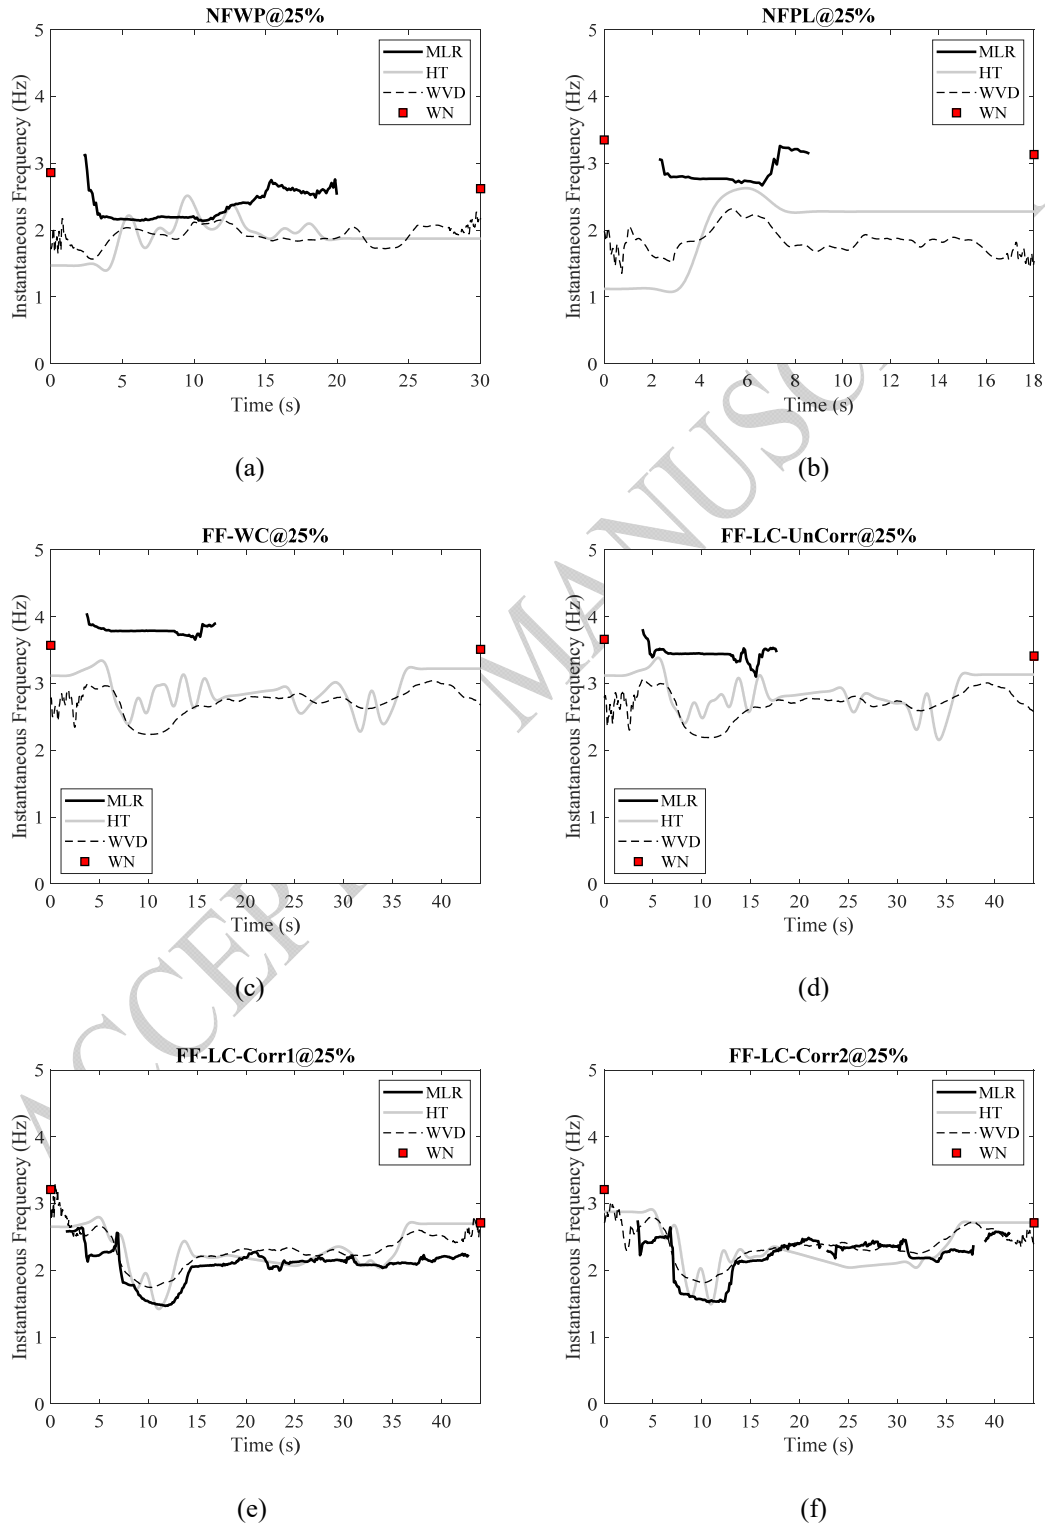 NFWP@25%
Instantaneous Frequency (Hz)
5
4
3
2
1
0
MLR
HT
WVD
WN
0 5 10 15 20 25 30
Time (s)
(a)
NFPL@25%
Instantaneous Frequency (Hz)
5
4
3
2
1
0
MLR
HT
WVD
WN
0 2 4 6 8 10 12 14 16 18
Time (s)
(b)
FF-WC@25%
Instantaneous Frequency (Hz)
5
4
3
2
1
0
MLR
HT
WVD
WN
0 5 10 15 20 25 30 35 40
Time (s)
(c)
FF-LC-UnCorr@25%
Instantaneous Frequency (Hz)
5
4
3
2
1
0
MLR
HT
WVD
WN
0 5 10 15 20 25 30 35 40
Time (s)
(d)
FF-LC-Corr1@25%
Instantaneous Frequency (Hz)
5
4
3
2
1
0
MLR
HT
WVD
WN
0 5 10 15 20 25 30 35 40
Time (s)
(e)
FF-LC-Corr2@25%
Instantaneous Frequency (Hz)
5
4
3
2
1
0
MLR
HT
WVD
WN
0 5 10 15 20 25 30 35 40
Time (s)
(f)